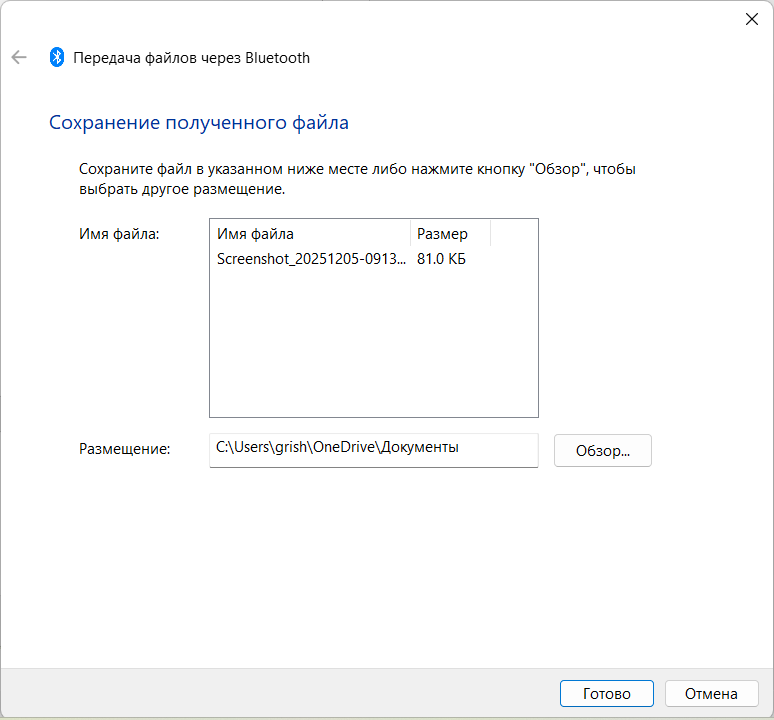 Передача файлов через Bluetooth
Сохранение полученного файла
Сохраните файл в указанном ниже месте либо нажмите кнопку "Обзор", чтобы
выбрать другое размещение.
Имя файла:
Имя файла Размер
Screenshot_20251205-0913... 81.0 КБ
Размещение: C:\Users\grish\OneDrive\Документы Обзор...
Готово Отмена